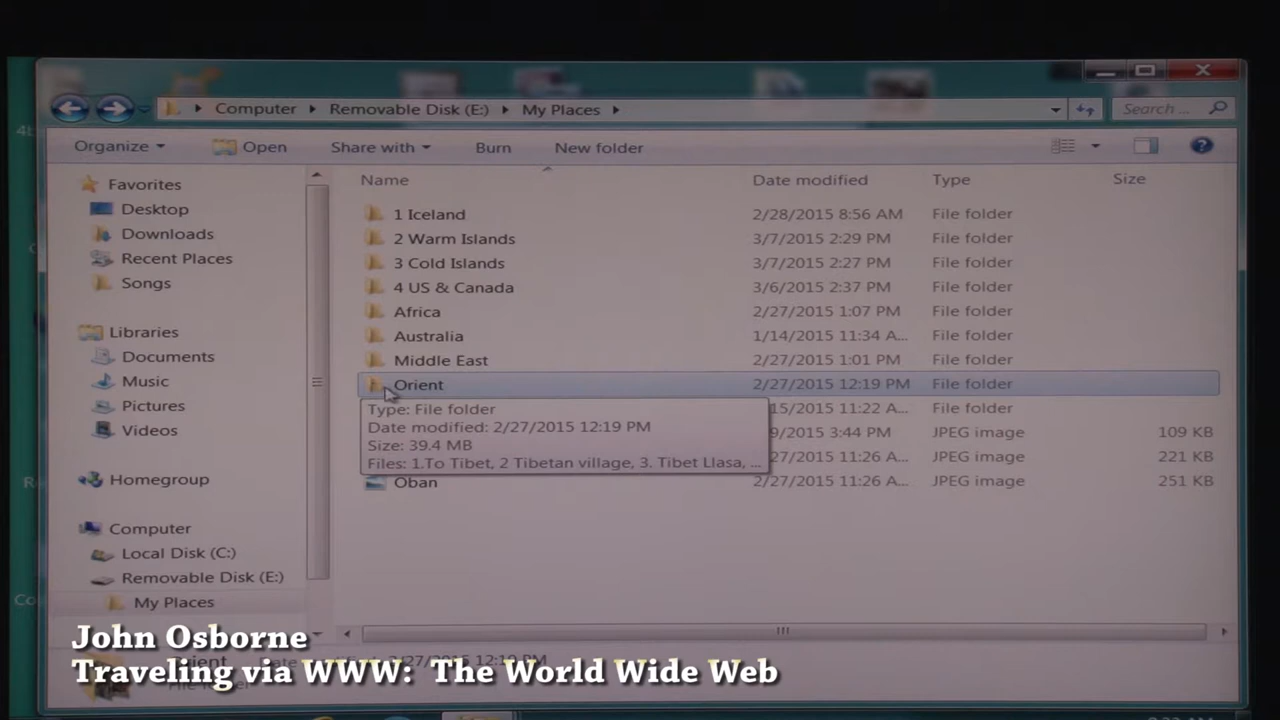 Computer ▸ Removable Disk (E:) ▸ My Places ▸
Search ...
Organize Open Share with Burn New folder
Name Date modified Type Size
Favorites
Desktop
Downloads
Recent Places
Songs
Libraries
Documents
Music
Pictures
Videos
Homegroup
Computer
Local Disk (C:)
Removable Disk (E:)
My Places
1 Iceland 2/28/2015 8:56 AM File folder
2 Warm Islands 3/7/2015 2:29 PM File folder
3 Cold Islands 3/7/2015 2:27 PM File folder
4 US & Canada 3/6/2015 2:37 PM File folder
Africa 2/27/2015 1:07 PM File folder
Australia 1/14/2015 11:34 A... File folder
Middle East 2/27/2015 1:01 PM File folder
Orient 2/27/2015 12:19 PM File folder
15/2015 11:22 A... File folder
9/2015 3:44 PM JPEG image 109 KB
2/27/2015 11:26 A... JPEG image 221 KB
Oban 2/27/2015 11:26 A... JPEG image 251 KB
Type: File folder
Date modified: 2/27/2015 12:19 PM
Size: 39.4 MB
Files: 1.To Tibet, 2 Tibetan village, 3. Tibet Llasa, ...
John Osborne
Traveling via WWW: The World Wide Web